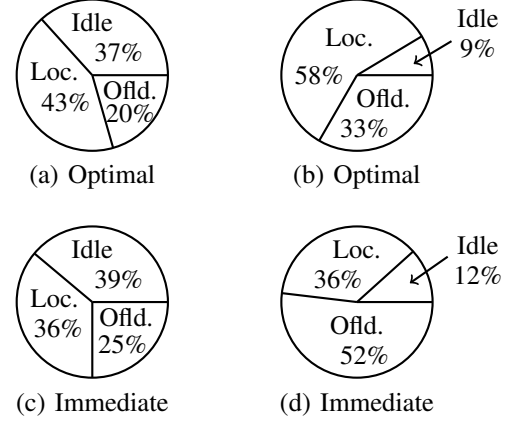 Idle
37%
Loc.
43%
Ofld.
20%
(a) Optimal
Loc.
58%
Idle
9%
Ofld.
33%
(b) Optimal
Idle
39%
Loc.
36%
Ofld.
25%
(c) Immediate
Loc.
36%
Idle
12%
Ofld.
52%
(d) Immediate